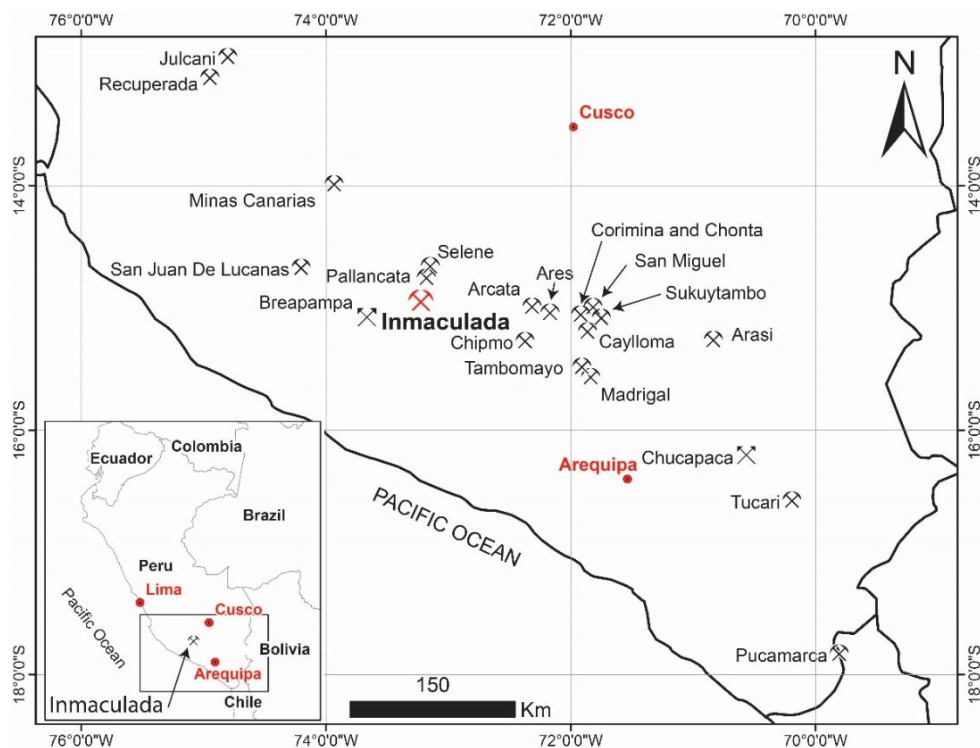 76°0'0"W
74°0'0"W
72°0'0"W
70°0'0"W
Julcani
Recuperada
N
Cusco
14°0'0"S
14°0'0"S
Minas Canarias
Corimina and Chonta
Selene
San Miguel
San Juan De Lucanas
Pallancata
Ares
Arcata
Sukuytambo
Breapampa
Inmaculada
Chipmo
Caylloma
Arasi
Tambomayo
Madrigal
16°0'0"S
16°0'0"S
Arequipa
Chucapaca
Tucari
PACIFIC OCEAN
Pucamarca
18°0'0"S
18°0'0"S
150
Km
Colombia
Ecuador
Brazil
Peru
Lima
Cusco
Pacific Ocean
Bolivia
Arequipa
Inmaculada
Chile
76°0'0"W
74°0'0"W
72°0'0"W
70°0'0"W